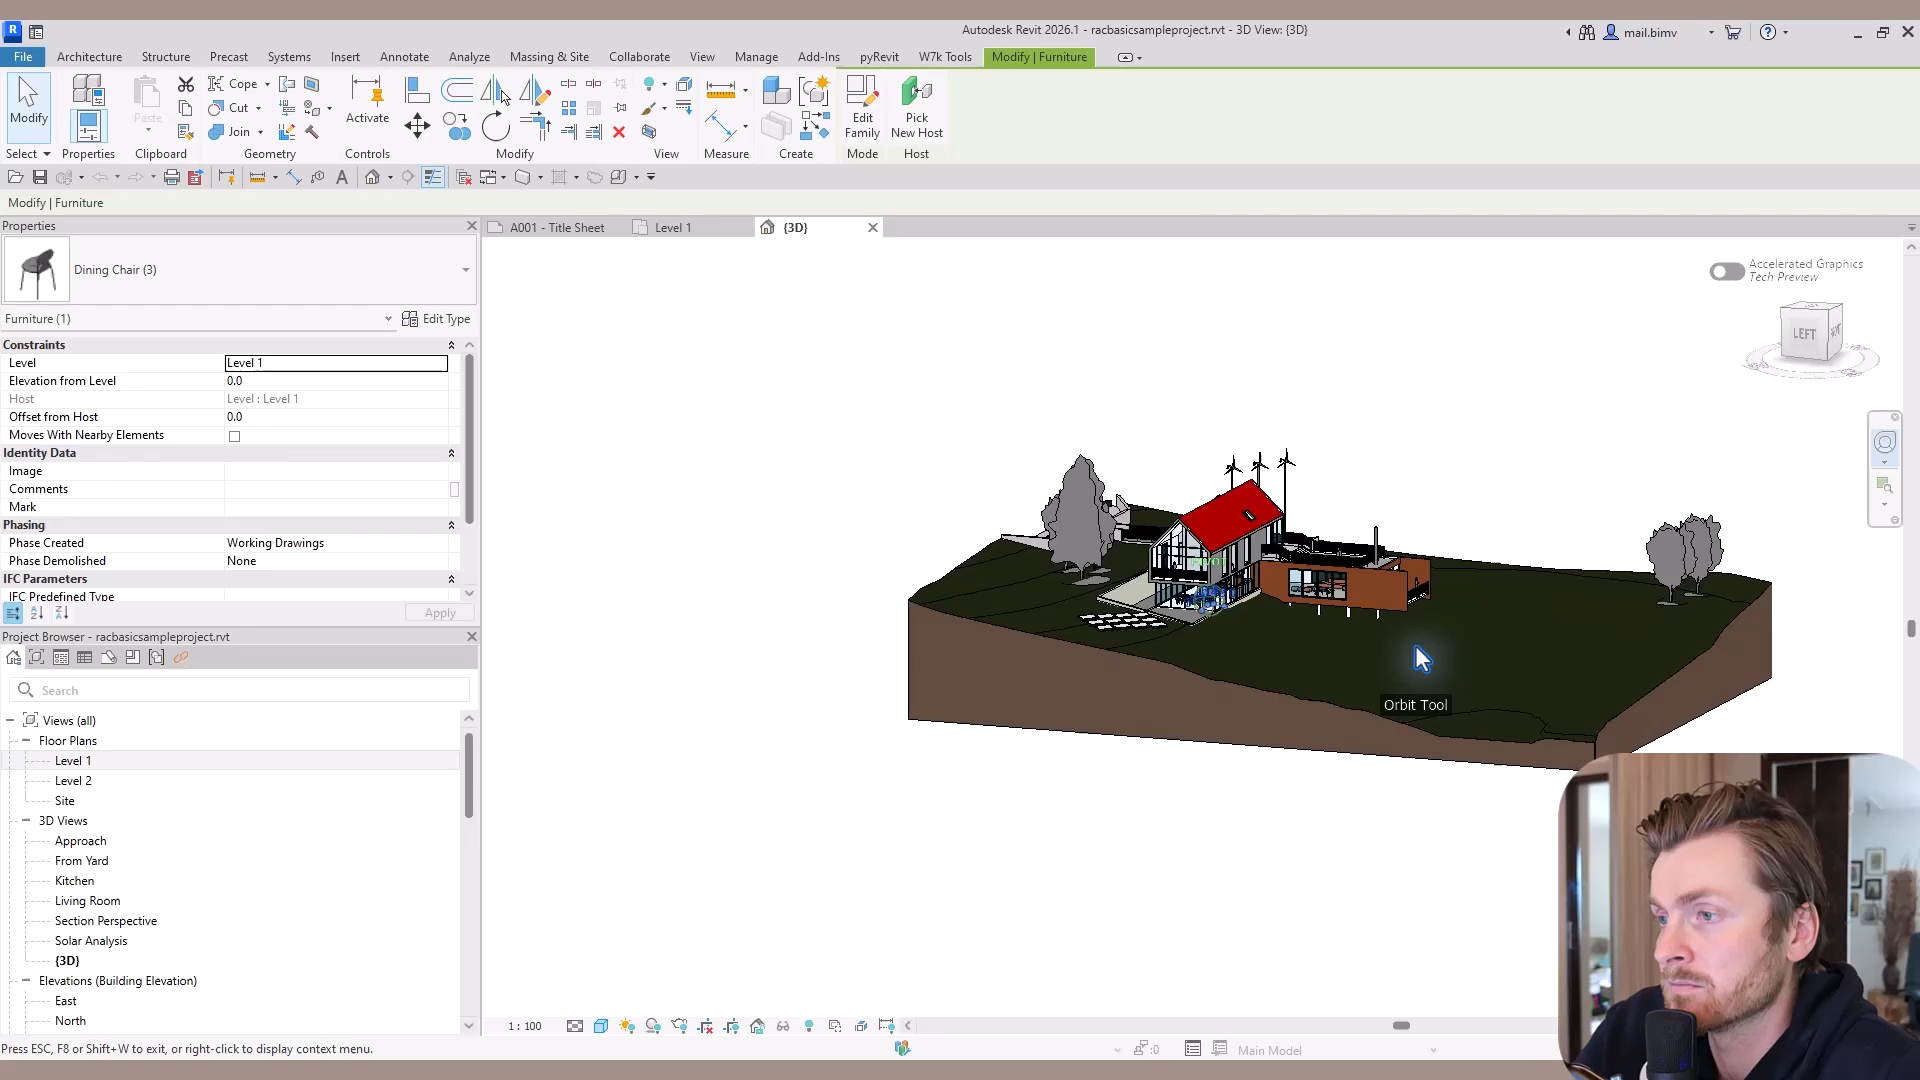 Autodesk Revit 2026.1 - racbasicsampleproject.rvt - 3D View: {3D}
mail.bimv
File
Architecture
Structure
Precast
Systems
Insert
Annotate
Analyze
Massing & Site
Collaborate
View
Manage
Add-Ins
pyRevit
W7k Tools
Modify | Furniture
Modify
Paste
Cope
Cut
Join
Activate
Edit Family
Pick New Host
Select
Properties
Clipboard
Geometry
Controls
Modify
View
Measure
Create
Mode
Host
Modify | Furniture
Properties
Dining Chair (3)
Furniture (1)
Edit Type
Constraints
Level
Level 1
Elevation from Level
0.0
Host
Level : Level 1
Offset from Host
0.0
Moves With Nearby Elements
Identity Data
Image
Comments
Mark
Phasing
Phase Created
Working Drawings
Phase Demolished
None
IFC Parameters
IFC Predefined Type
Apply
Project Browser - racbasicsampleproject.rvt
Search
Views (all)
Floor Plans
Level 1
Level 2
Site
3D Views
Approach
From Yard
Kitchen
Living Room
Section Perspective
Solar Analysis
{3D}
Elevations (Building Elevation)
East
North
A001 - Title Sheet
Level 1
{3D}
Accelerated Graphics
Tech Preview
LEFT
PIVOT
Orbit Tool
1 : 100
Press ESC, F8 or Shift+W to exit, or right-click to display context menu.
:0
Main Model